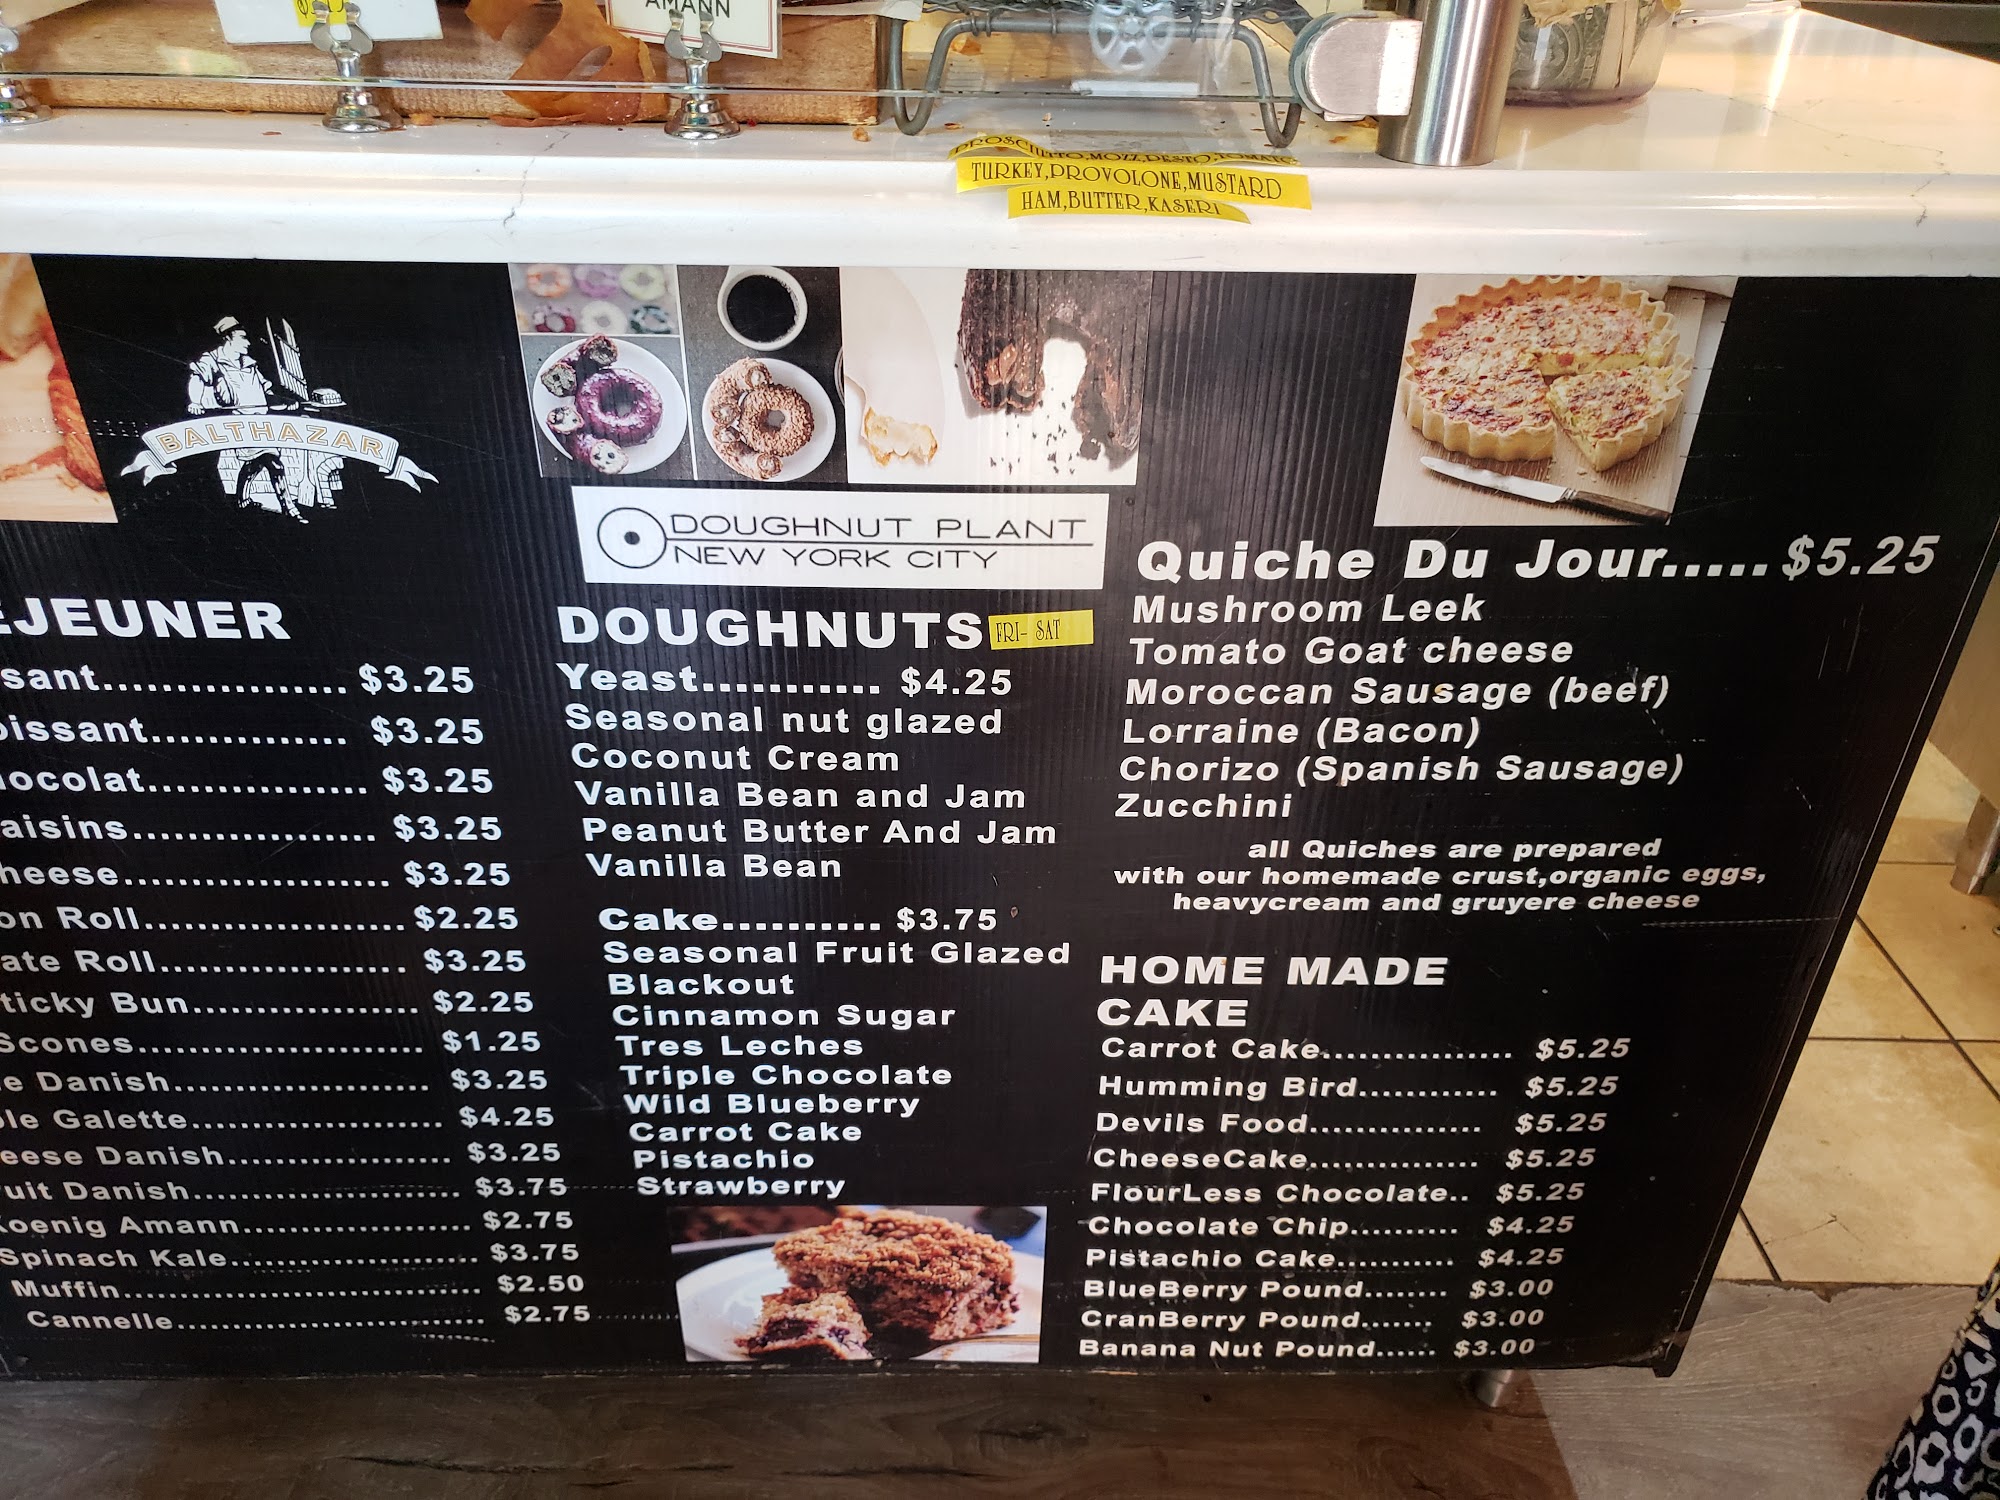 AMANN
PROSCIUTTO,MOZZ,PESTO,TOMATO
TURKEY,PROVOLONE,MUSTARD
HAM,BUTTER,KASERI
BALTHAZAR
EJEUNER
sant.................. $3.25
oissant............... $3.25
ocolat................ $3.25
aisins.................. $3.25
heese.................... $3.25
on Roll.................... $2.25
ate Roll................... $3.25
ticky Bun.................. $2.25
Scones........................ $1.25
e Danish..................... $3.25
le Galette..................... $4.25
eese Danish................... $3.25
uit Danish....................... $3.75
Koenig Amann.................... $2.75
Spinach Kale...................... $3.75
Muffin................................ $2.50
Cannelle............................ $2.75
DOUGHNUT PLANT
NEW YORK CITY
DOUGHNUTS FRI- SAT
Yeast............ $4.25
Seasonal nut glazed
Coconut Cream
Vanilla Bean and Jam
Peanut Butter And Jam
Vanilla Bean
Cake.......... $3.75
Seasonal Fruit Glazed
Blackout
Cinnamon Sugar
Tres Leches
Triple Chocolate
Wild Blueberry
Carrot Cake
Pistachio
Strawberry
Quiche Du Jour.....$5.25
Mushroom Leek
Tomato Goat cheese
Moroccan Sausage (beef)
Lorraine (Bacon)
Chorizo (Spanish Sausage)
Zucchini
all Quiches are prepared
with our homemade crust,organic eggs,
heavycream and gruyere cheese
HOME MADE
CAKE
Carrot Cake................ $5.25
Humming Bird............ $5.25
Devils Food............... $5.25
CheeseCake............... $5.25
FlourLess Chocolate.. $5.25
Chocolate Chip.......... $4.25
Pistachio Cake........... $4.25
BlueBerry Pound........ $3.00
CranBerry Pound....... $3.00
Banana Nut Pound...... $3.00